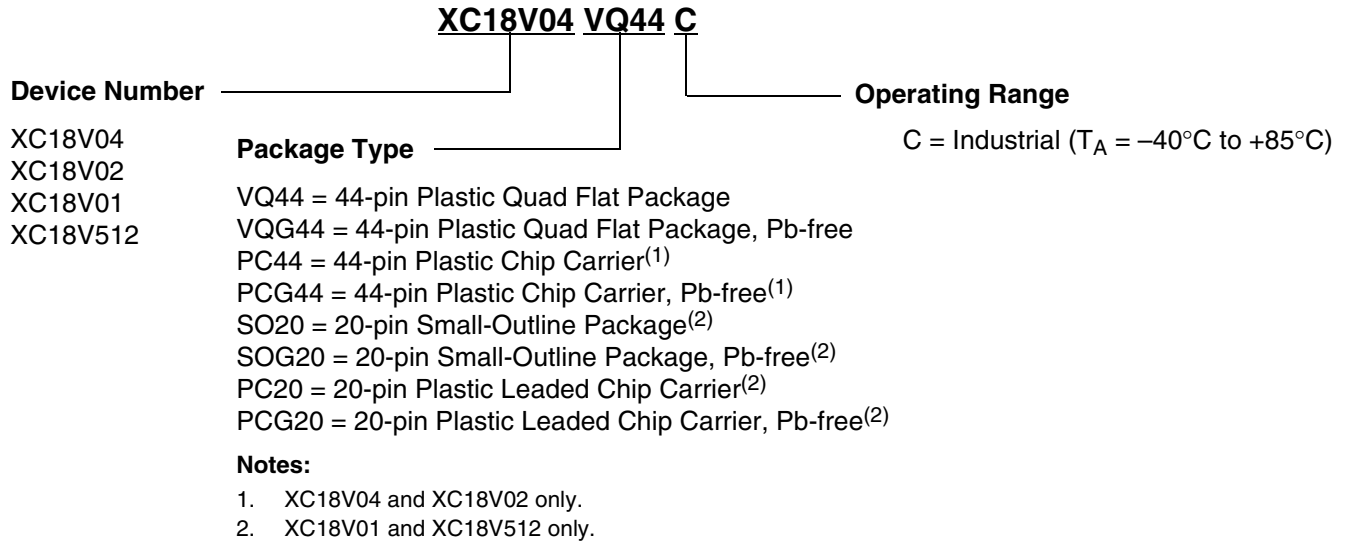 XC18V04 VQ44 C
Device Number
XC18V04
XC18V02
XC18V01
XC18V512
Package Type
VQ44 = 44-pin Plastic Quad Flat Package
VQG44 = 44-pin Plastic Quad Flat Package, Pb-free
PC44 = 44-pin Plastic Chip Carrier(1)
PCG44 = 44-pin Plastic Chip Carrier, Pb-free(1)
SO20 = 20-pin Small-Outline Package(2)
SOG20 = 20-pin Small-Outline Package, Pb-free(2)
PC20 = 20-pin Plastic Leaded Chip Carrier(2)
PCG20 = 20-pin Plastic Leaded Chip Carrier, Pb-free(2)
Notes:
1. XC18V04 and XC18V02 only.
2. XC18V01 and XC18V512 only.
Operating Range
C = Industrial (TA = –40°C to +85°C)